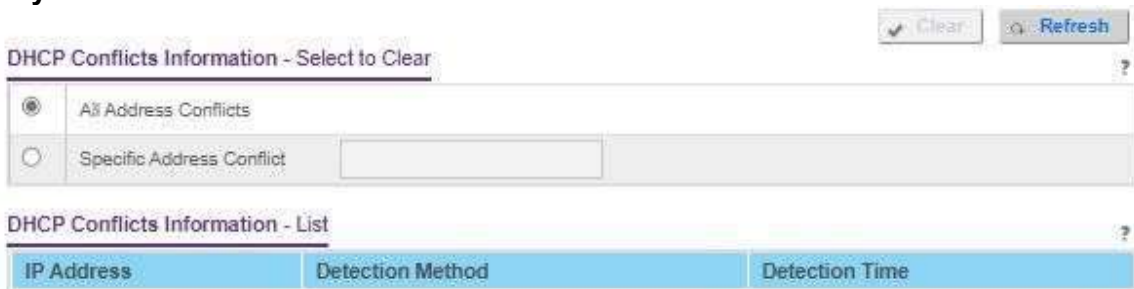 Clear Refresh
DHCP Conflicts Information - Select to Clear
?
All Address Conflicts
Specific Address Conflict
DHCP Conflicts Information - List
?
IP Address Detection Method Detection Time